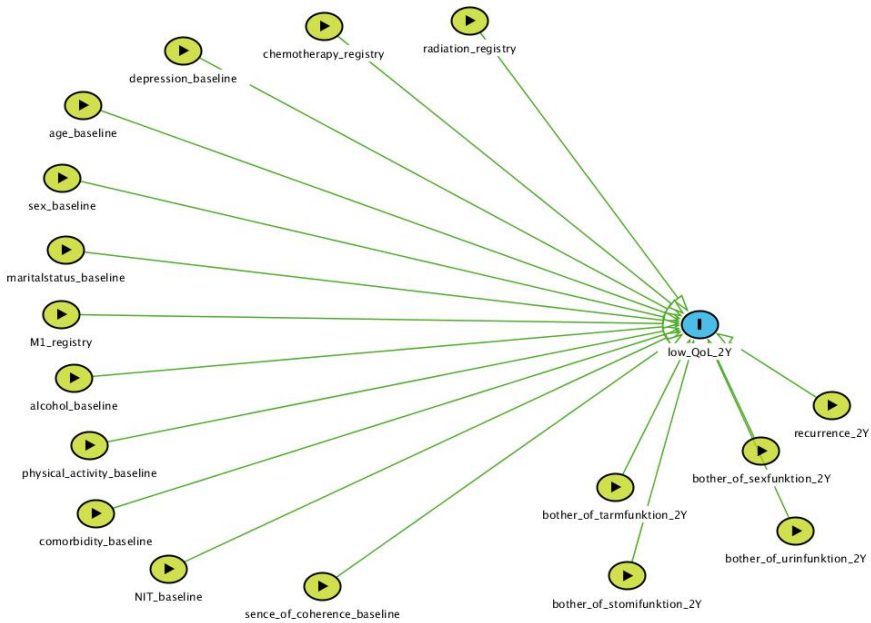 radiation_registry
chemotherapy_registry
depression_baseline
age_baseline
sex_baseline
maritalstatus_baseline
M1_registry
low_QoL_2Y
alcohol_baseline
recurrence_2Y
physical_activity_baseline
bother_of_sexfunktion_2Y
bother_of_tarmfunktion_2Y
comorbidity_baseline
bother_of_urinfunktion_2Y
NIT_baseline
bother_of_stomifunktion_2Y
sence_of_coherence_baseline